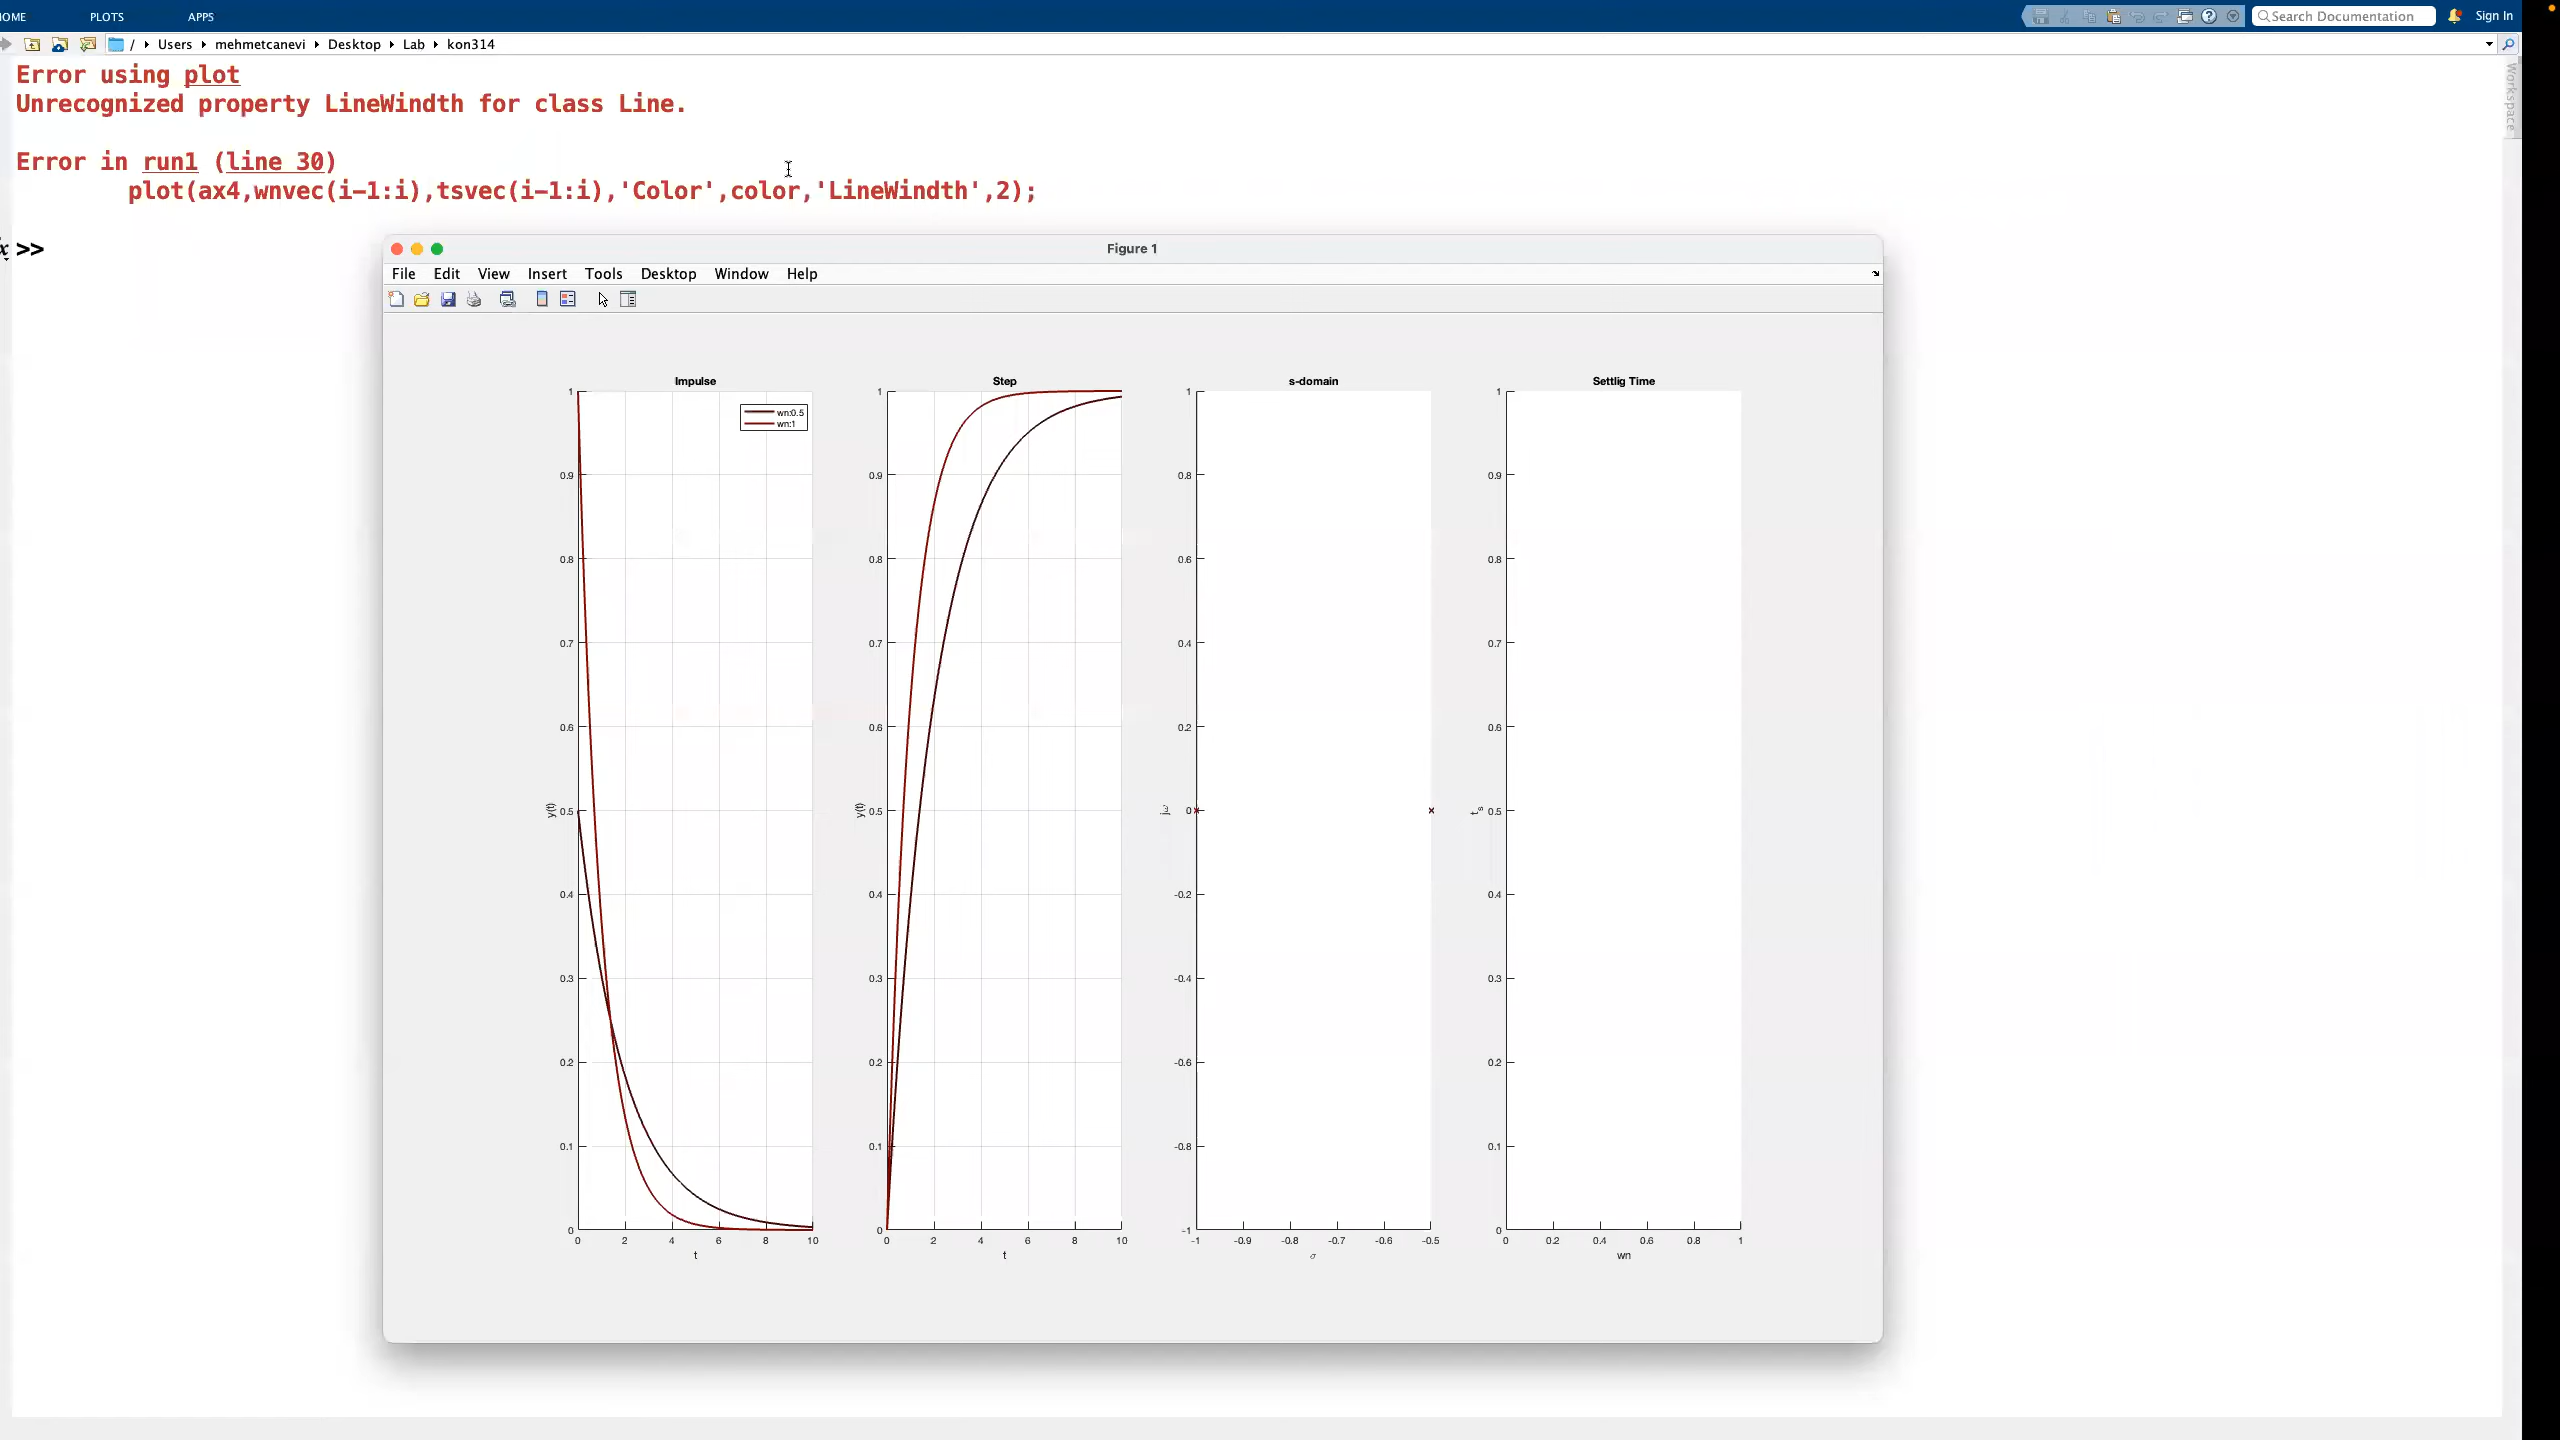 HOME PLOTS APPS Search Documentation Sign In
/ Users mehmetcanevi Desktop Lab kon314
Workspace
Error using plot
Unrecognized property LineWindth for class Line.
Error in run1 (line 30)
plot(ax4,wnvec(i-1:i),tsvec(i-1:i),'Color',color,'LineWindth',2);
>>
Figure 1
File Edit View Insert Tools Desktop Window Help
Impulse
wn:0.5
wn:1
1
0.9
0.8
0.7
0.6
0.5
0.4
0.3
0.2
0.1
0
y(t)
0 2 4 6 8 10
t
Step
1
0.9
0.8
0.7
0.6
0.5
0.4
0.3
0.2
0.1
0
y(t)
0 2 4 6 8 10
t
s-domain
1
0.8
0.6
0.4
0.2
0
-0.2
-0.4
-0.6
-0.8
-1
jω
-1 -0.9 -0.8 -0.7 -0.6 -0.5
σ
Settlig Time
1
0.9
0.8
0.7
0.6
0.5
0.4
0.3
0.2
0.1
0
t_s
0 0.2 0.4 0.6 0.8 1
wn